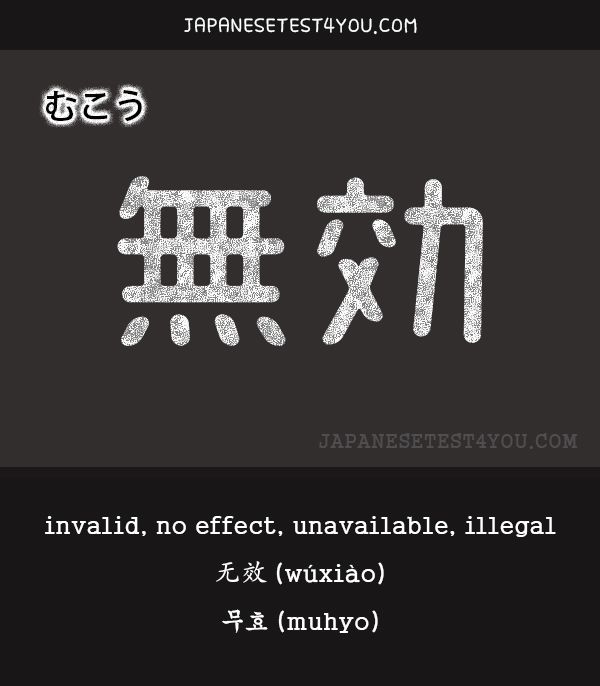 JAPANESETEST4YOU.COM
むこう
無効
JAPANESETEST4YOU.COM
invalid, no effect, unavailable, illegal
无效 (wúxiào)
무효 (muhyo)